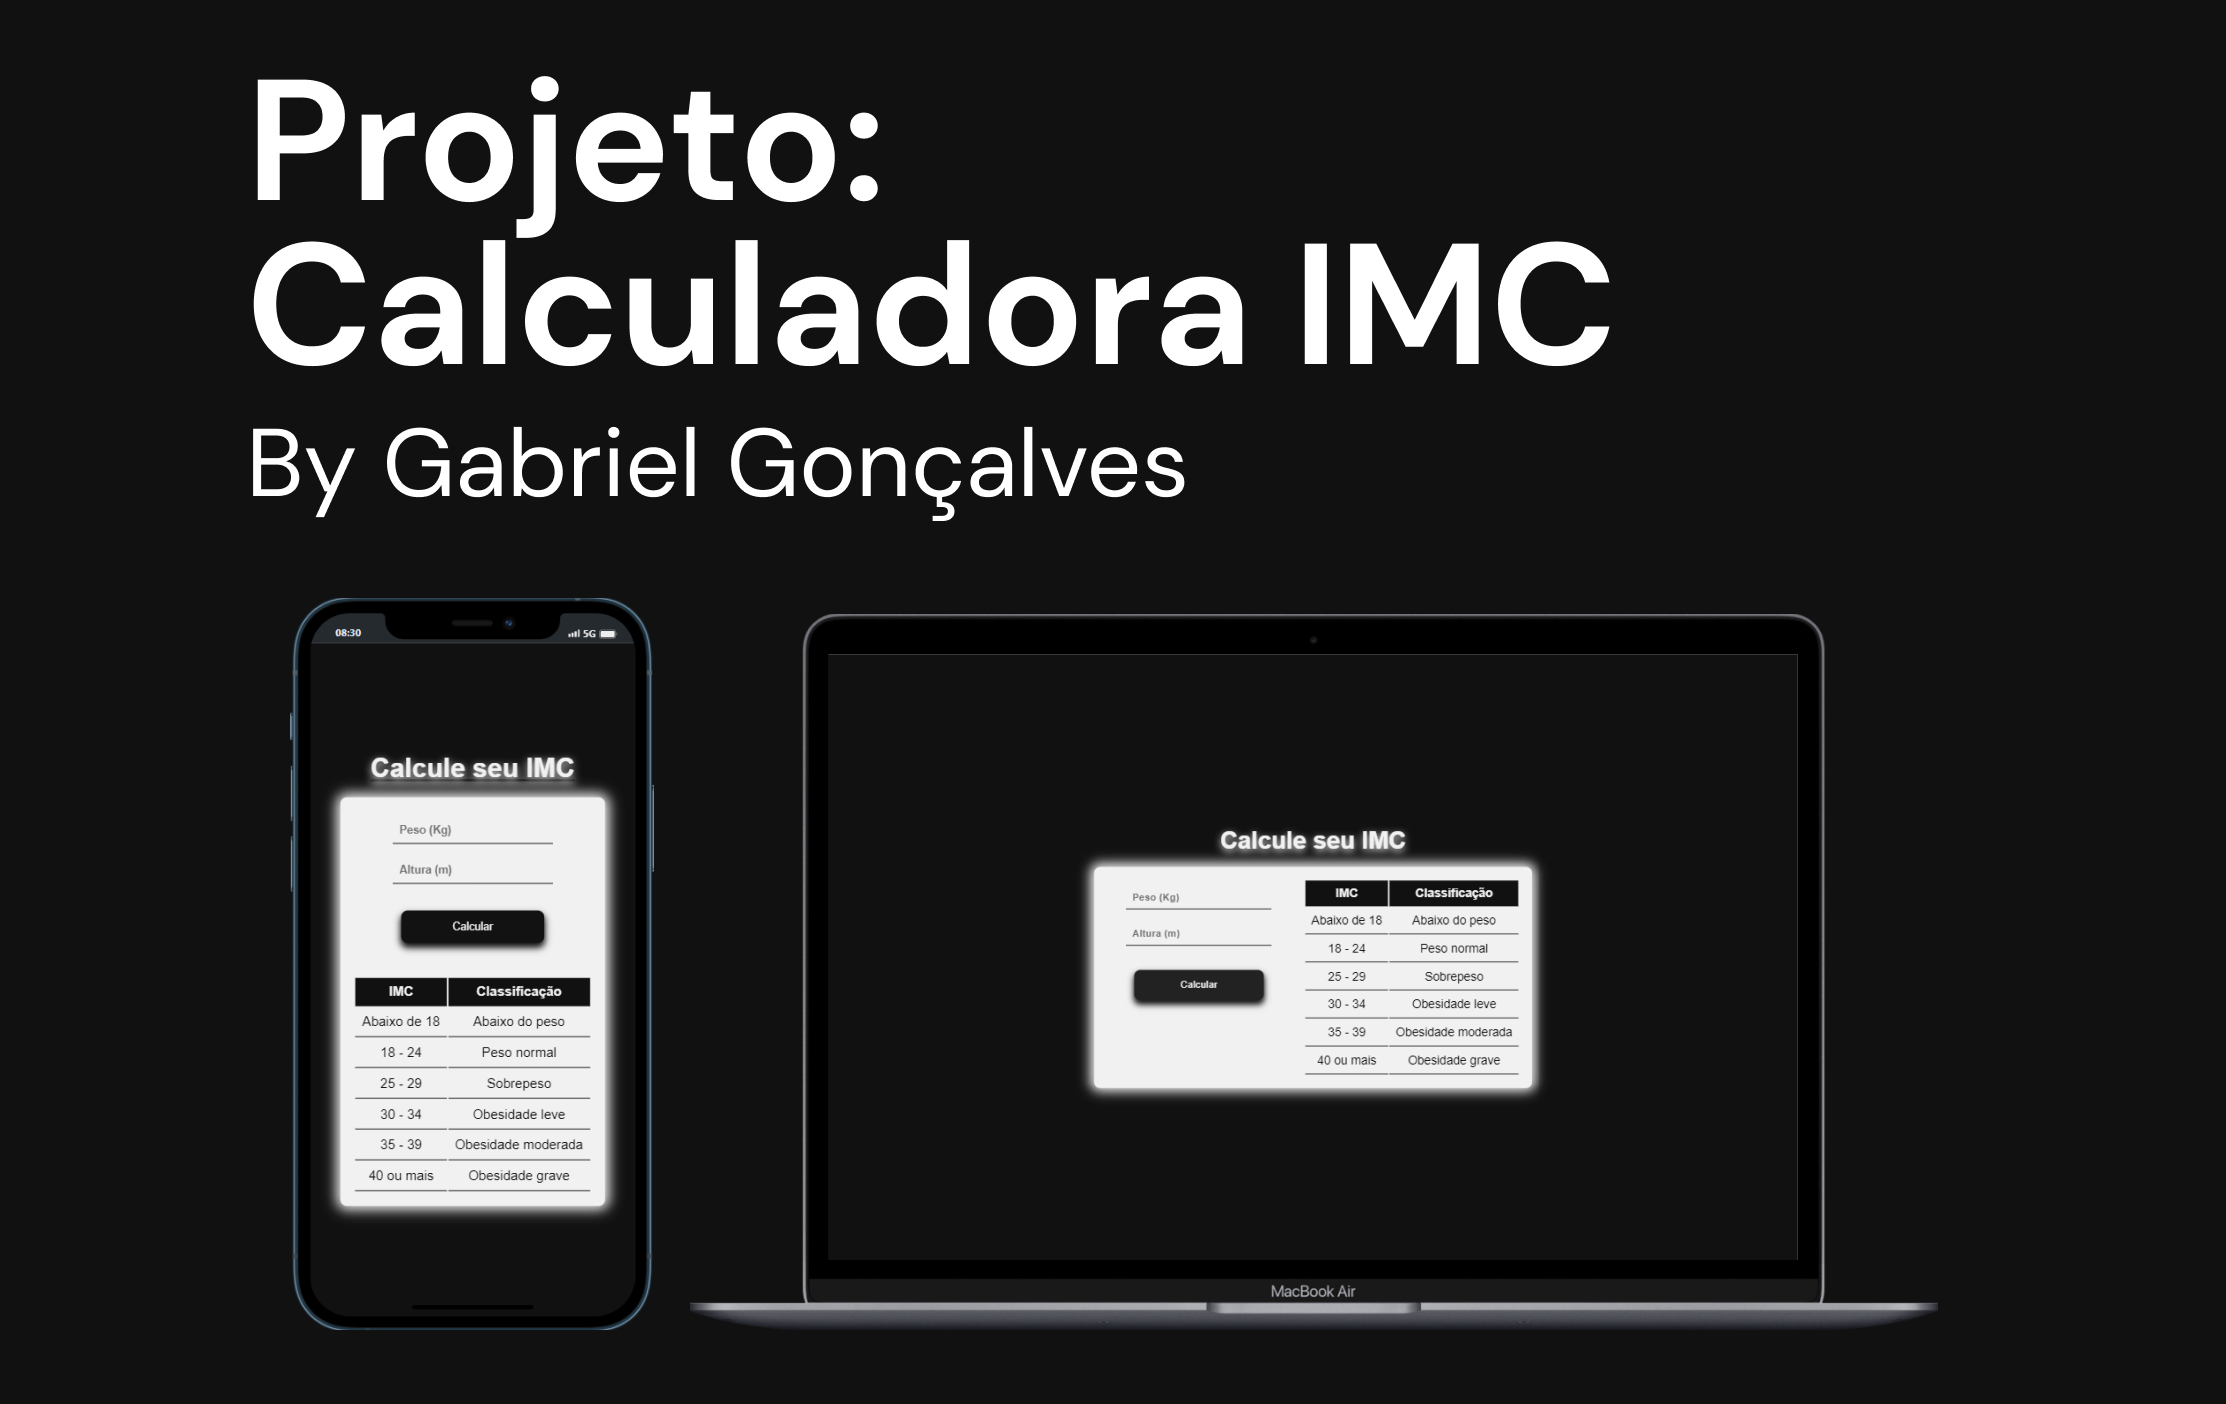 Projeto:
Calculadora IMC
By Gabriel Gonçalves
08:30 5G
Calcule seu IMC
Peso (Kg)
Altura (m)
Calcular
IMC Classificação
Abaixo de 18 Abaixo do peso
18 - 24 Peso normal
25 - 29 Sobrepeso
30 - 34 Obesidade leve
35 - 39 Obesidade moderada
40 ou mais Obesidade grave
Calcule seu IMC
Peso (Kg)
Altura (m)
Calcular
IMC Classificação
Abaixo de 18 Abaixo do peso
18 - 24 Peso normal
25 - 29 Sobrepeso
30 - 34 Obesidade leve
35 - 39 Obesidade moderada
40 ou mais Obesidade grave
MacBook Air